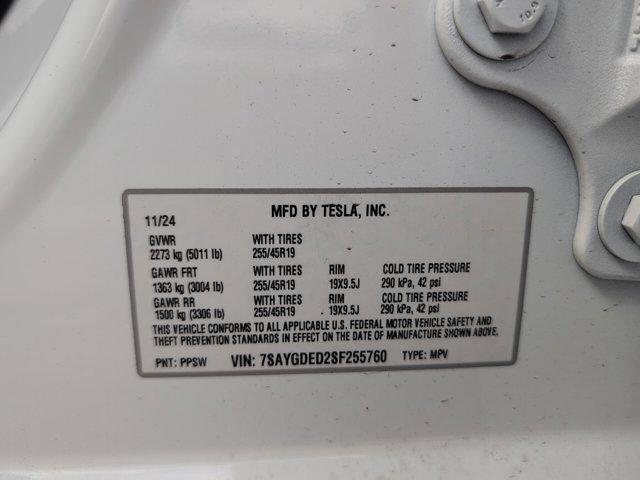 10.9
MFD BY TESLA, INC.
11/24
GVWR WITH TIRES
2273 kg (5011 lb) 255/45R19
GAWR FRT WITH TIRES RIM COLD TIRE PRESSURE
1363 kg (3004 lb) 255/45R19 19X9.5J 290 kPa, 42 psi
GAWR RR WITH TIRES RIM COLD TIRE PRESSURE
1500 kg (3306 lb) 255/45R19 19X9.5J 290 kPa, 42 psi
THIS VEHICLE CONFORMS TO ALL APPLICABLE U.S. FEDERAL MOTOR VEHICLE SAFETY AND
THEFT PREVENTION STANDARDS IN EFFECT ON THE DATE OF MANUFACTURE SHOWN ABOVE.
PNT: PPSW VIN: 7SAYGDED2SF255760 TYPE: MPV